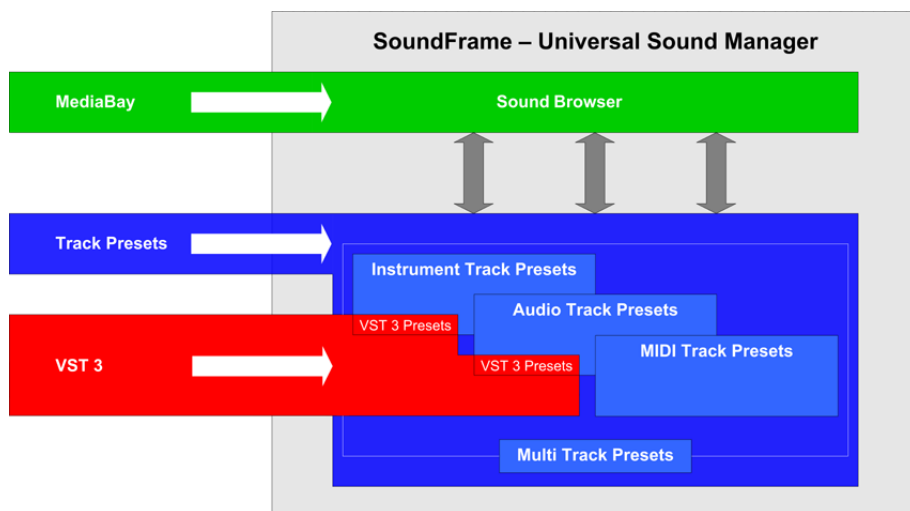 SoundFrame – Universal Sound Manager
MediaBay
Sound Browser
Track Presets
Instrument Track Presets
Audio Track Presets
VST 3 Presets
MIDI Track Presets
VST 3
VST 3 Presets
Multi Track Presets